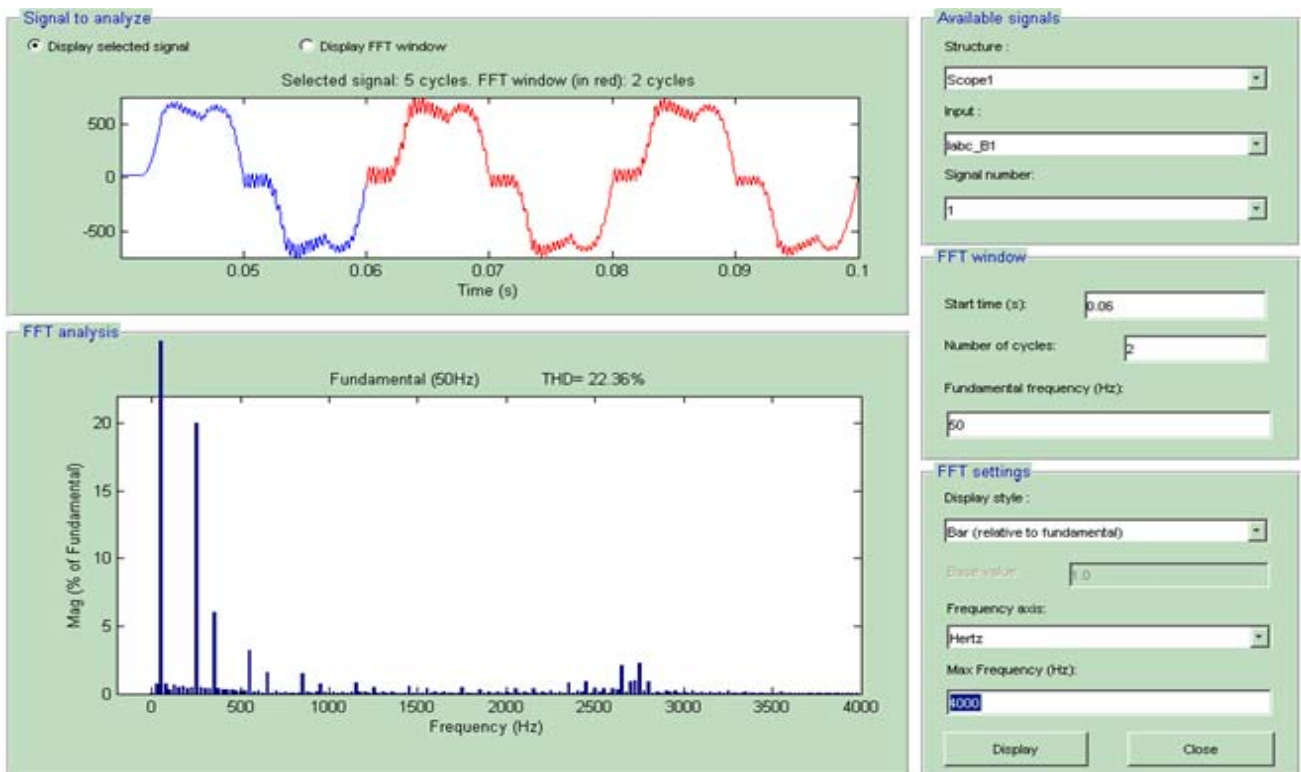 Signal to analyze
Display selected signal
Display FFT window
Selected signal: 5 cycles. FFT window (in red): 2 cycles
500
0
-500
0.05
0.06
0.07
0.08
0.09
0.1
Time (s)
FFT analysis
Fundamental (50Hz)
THD= 22.36%
20
15
10
5
0
Mag (% of Fundamental)
0
500
1000
1500
2000
2500
3000
3500
4000
Frequency (Hz)
Available signals
Structure :
Scope1
Input :
Iabc_B1
Signal number:
1
FFT window
Start time (s):
0.06
Number of cycles:
2
Fundamental frequency (Hz):
50
FFT settings
Display style :
Bar (relative to fundamental)
Base value:
1.0
Frequency axis:
Hertz
Max Frequency (Hz):
4000
Display
Close